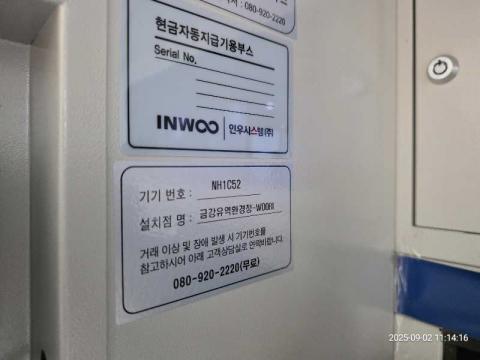 : 080-920-2220
현금자동지급기용부스
Serial No.
INWOO 인우시스템(주)
기기 번호 : NH1C52
설치점 명 : 금강유역환경청-WOORI
거래 이상 및 장애 발생 시 기기번호를
참고하시어 아래 고객상담실로 연락바랍니다.
080-920-2220(무료)
2025-09-02 11:14:16